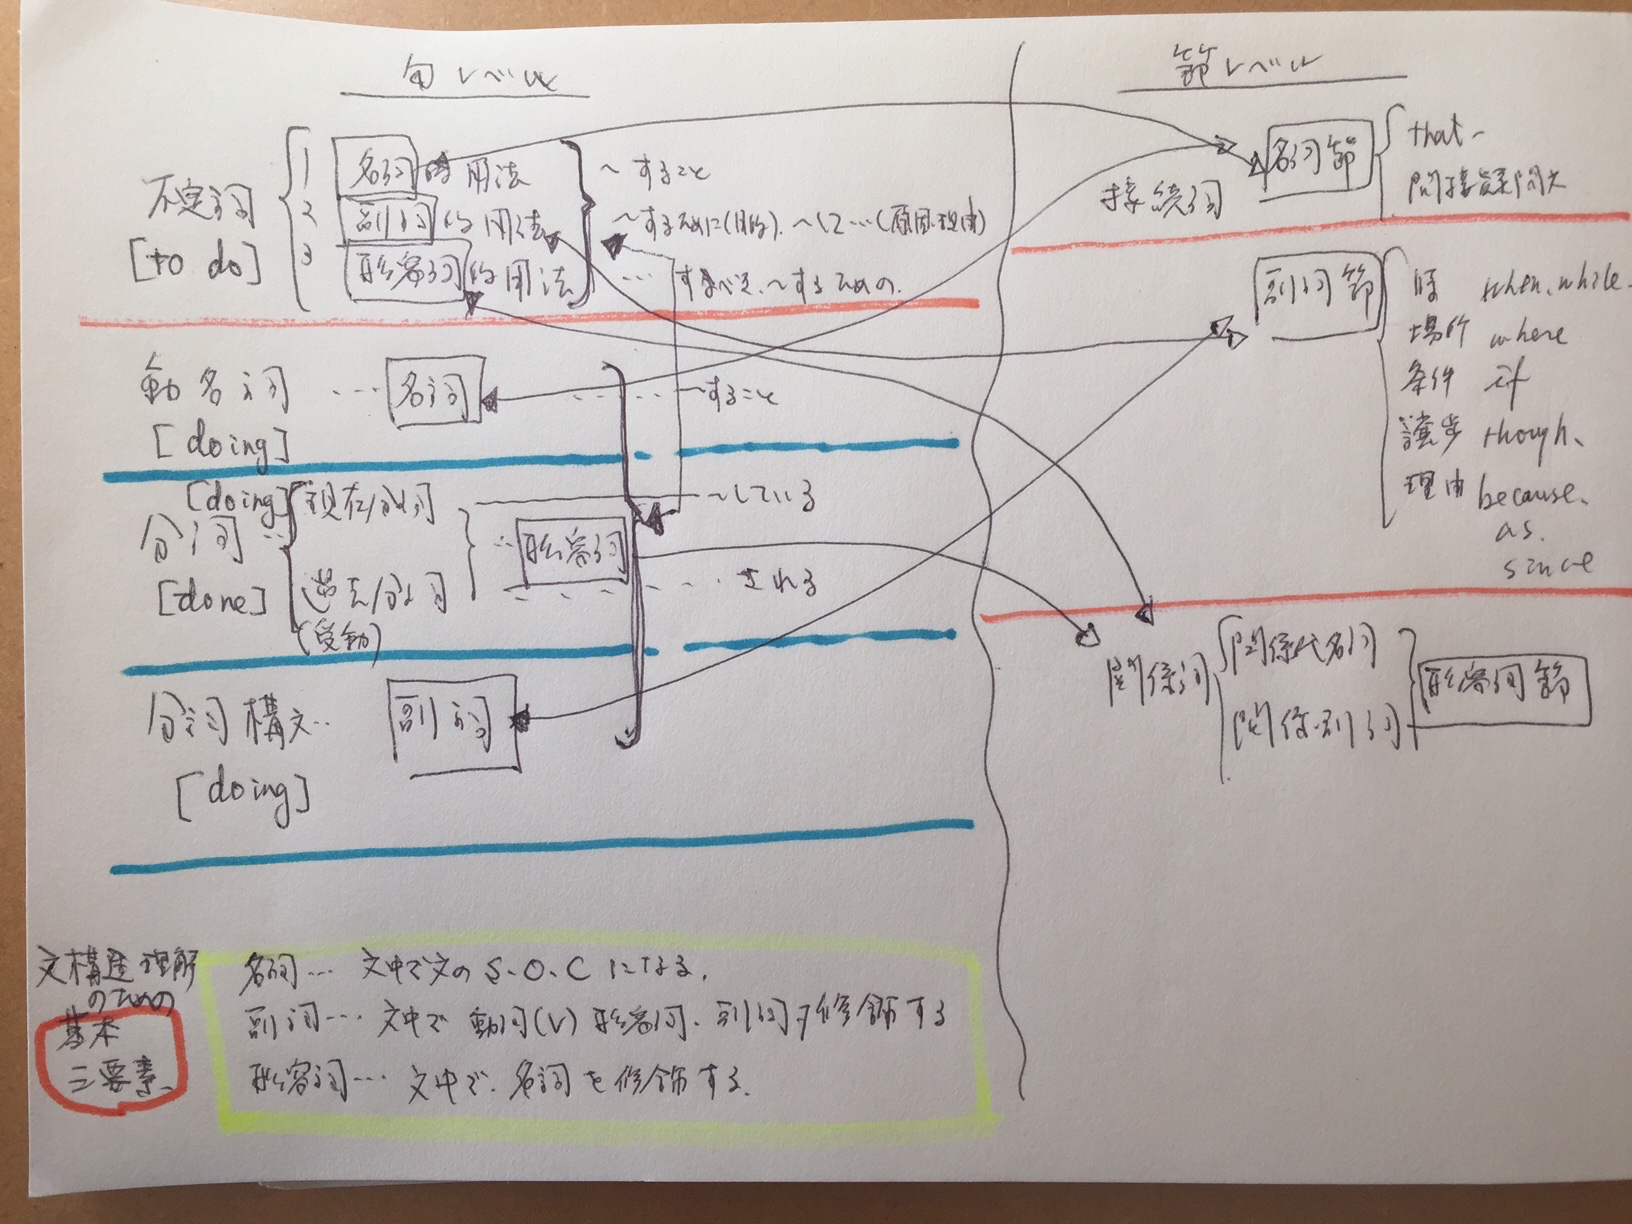 句レベル
不定詞
[to do]
1 名詞的用法 ~すること
2 副詞的用法 ~するために(目的)、~して…(原因・理由)
3 形容詞的用法 … すべき、~するための、
動名詞 … 名詞 ~すること
[doing]
[doing] 現在分詞 ~している
分詞 … 形容詞
[done] 過去分詞 … される
(受動)
分詞構文… 副詞
[doing]
節レベル
接続詞
名詞節 that~
間接疑問文
副詞節 時 when, while.
場所 where
条件 if
譲歩 though、
理由 because、
as.
since
関係詞 関係代名詞
関係副詞
形容詞節
文構造理解
のための
基本
三要素、
名詞… 文中で文のS.O.Cになる。
副詞… 文中で 動詞(V) 形容詞、副詞を修飾する
形容詞… 文中で、名詞を修飾する。